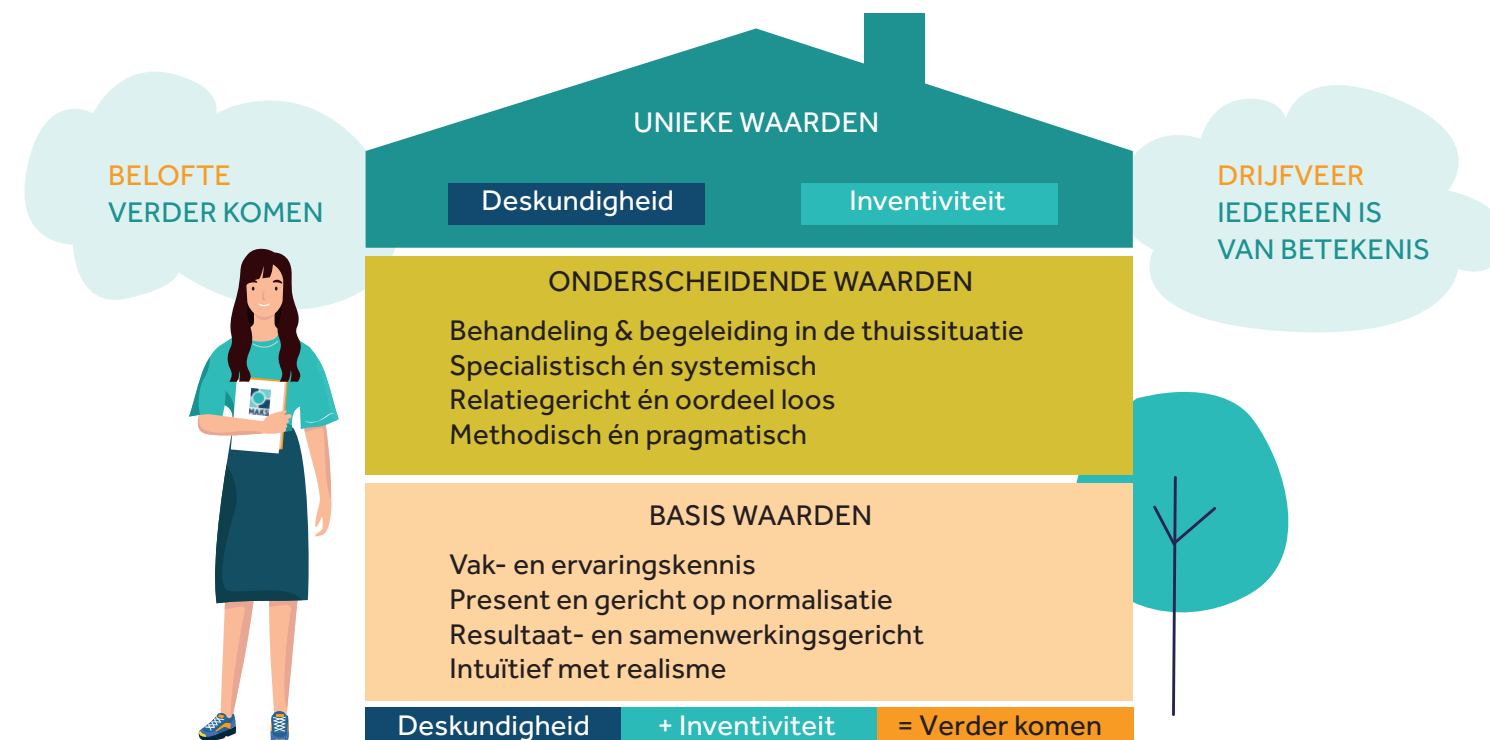 UNIEKE WAARDEN
Deskundigheid
Inventiviteit
BELOFTE
VERDER KOMEN
DRIJFVEER
IEDEREEN IS
VAN BETEKENIS
ONDERSCHEIDENDE WAARDEN
Behandeling & begeleiding in de thuissituatie
Specialistisch én systemisch
Relatiegericht én oordeel loos
Methodisch én pragmatisch
MAKS
BASIS WAARDEN
Vak- en ervaringskennis
Present en gericht op normalisatie
Resultaat- en samenwerkingsgericht
Intuïtief met realisme
Deskundigheid + Inventiviteit = Verder komen